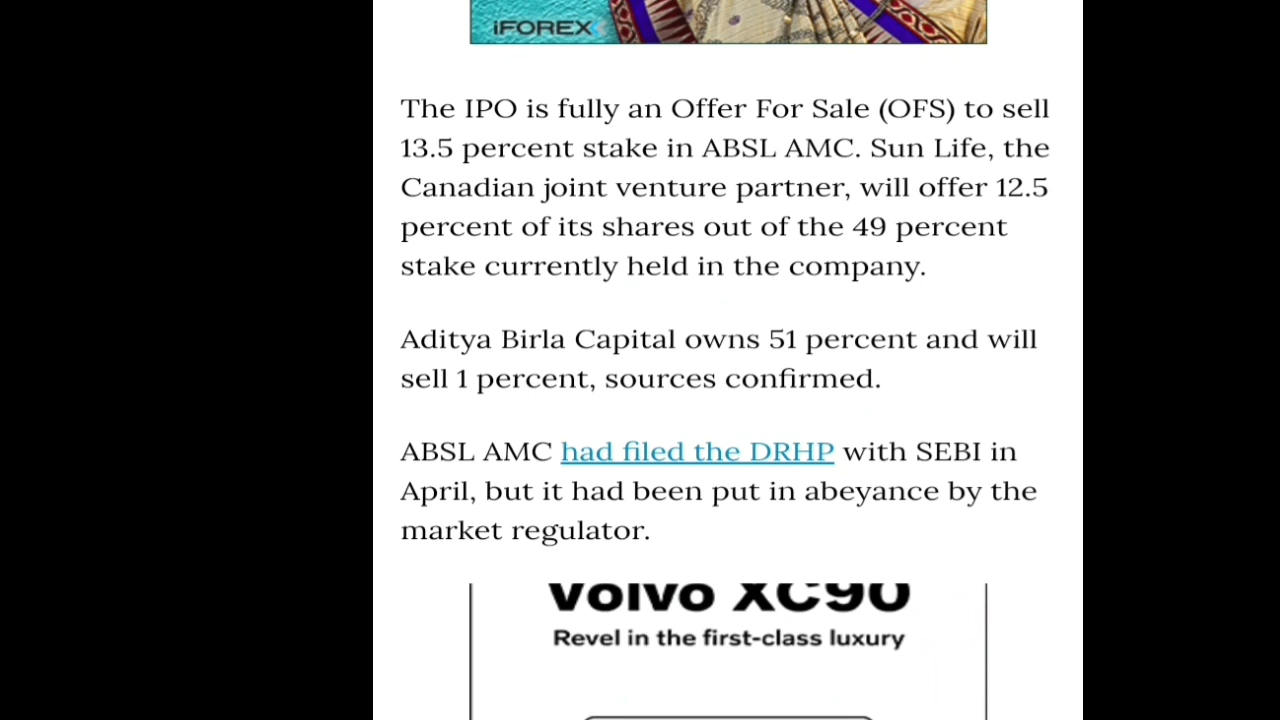 iFOREX
The IPO is fully an Offer For Sale (OFS) to sell
13.5 percent stake in ABSL AMC. Sun Life, the
Canadian joint venture partner, will offer 12.5
percent of its shares out of the 49 percent
stake currently held in the company.
Aditya Birla Capital owns 51 percent and will
sell 1 percent, sources confirmed.
ABSL AMC had filed the DRHP with SEBI in
April, but it had been put in abeyance by the
market regulator.
Volvo XC90
Revel in the first-class luxury